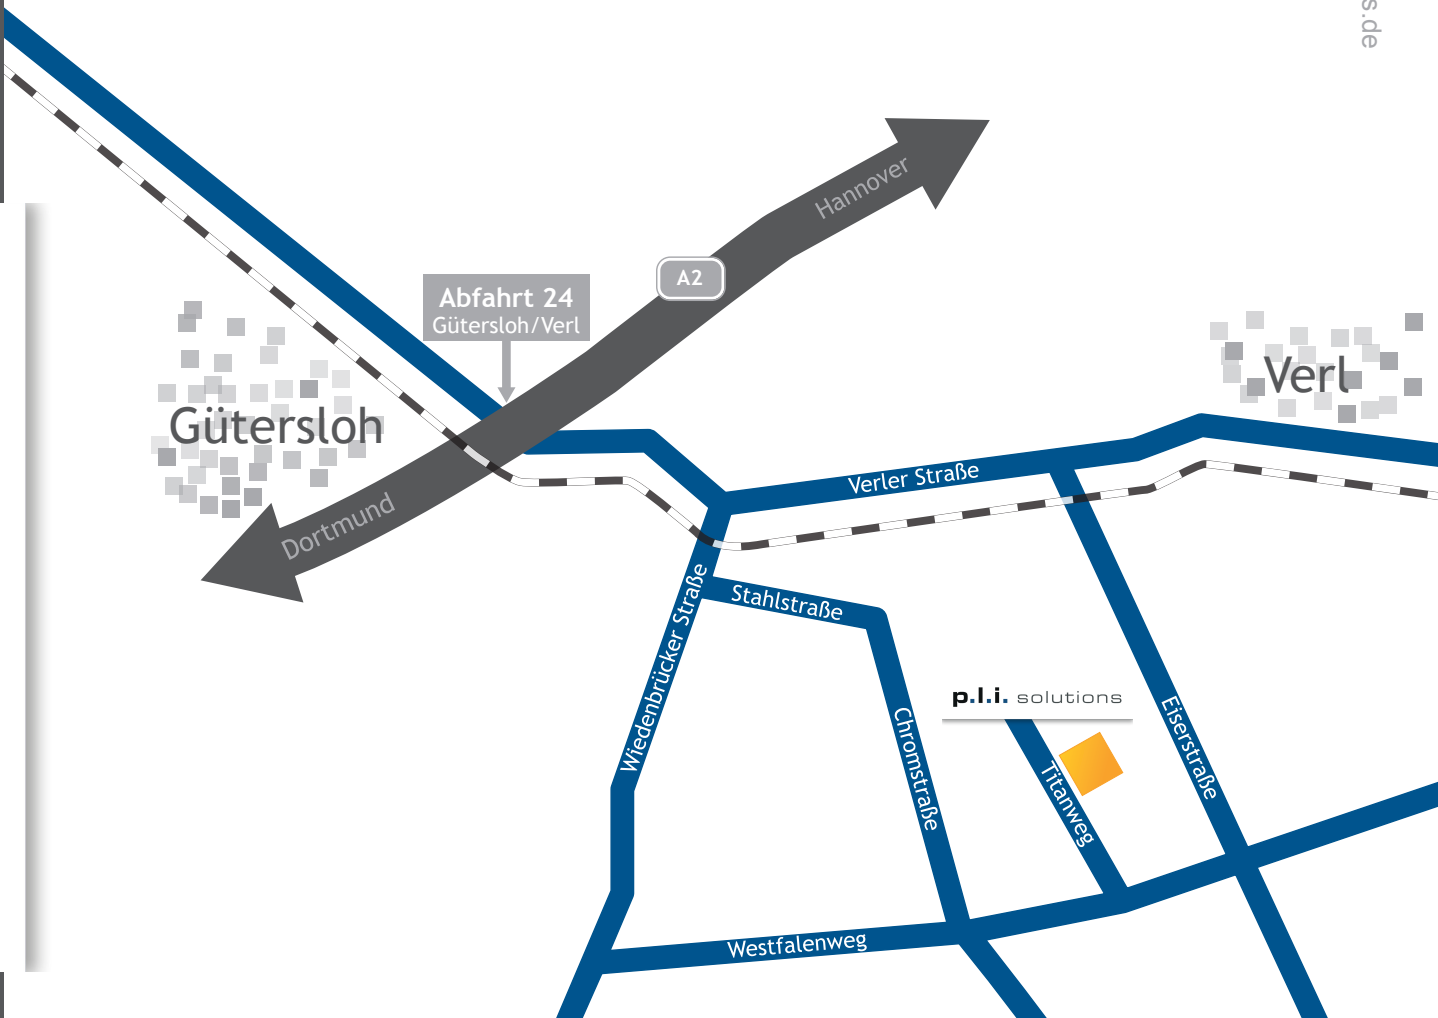 s.de
Hannover
A2
Abfahrt 24
Gütersloh/Verl
Verl
Gütersloh
Dortmund
Verler Straße
Wiedenbrücker Straße
Stahlstraße
p.l.i. solutions
Chromstraße
Titanweg
Eiserstraße
Westfalenweg